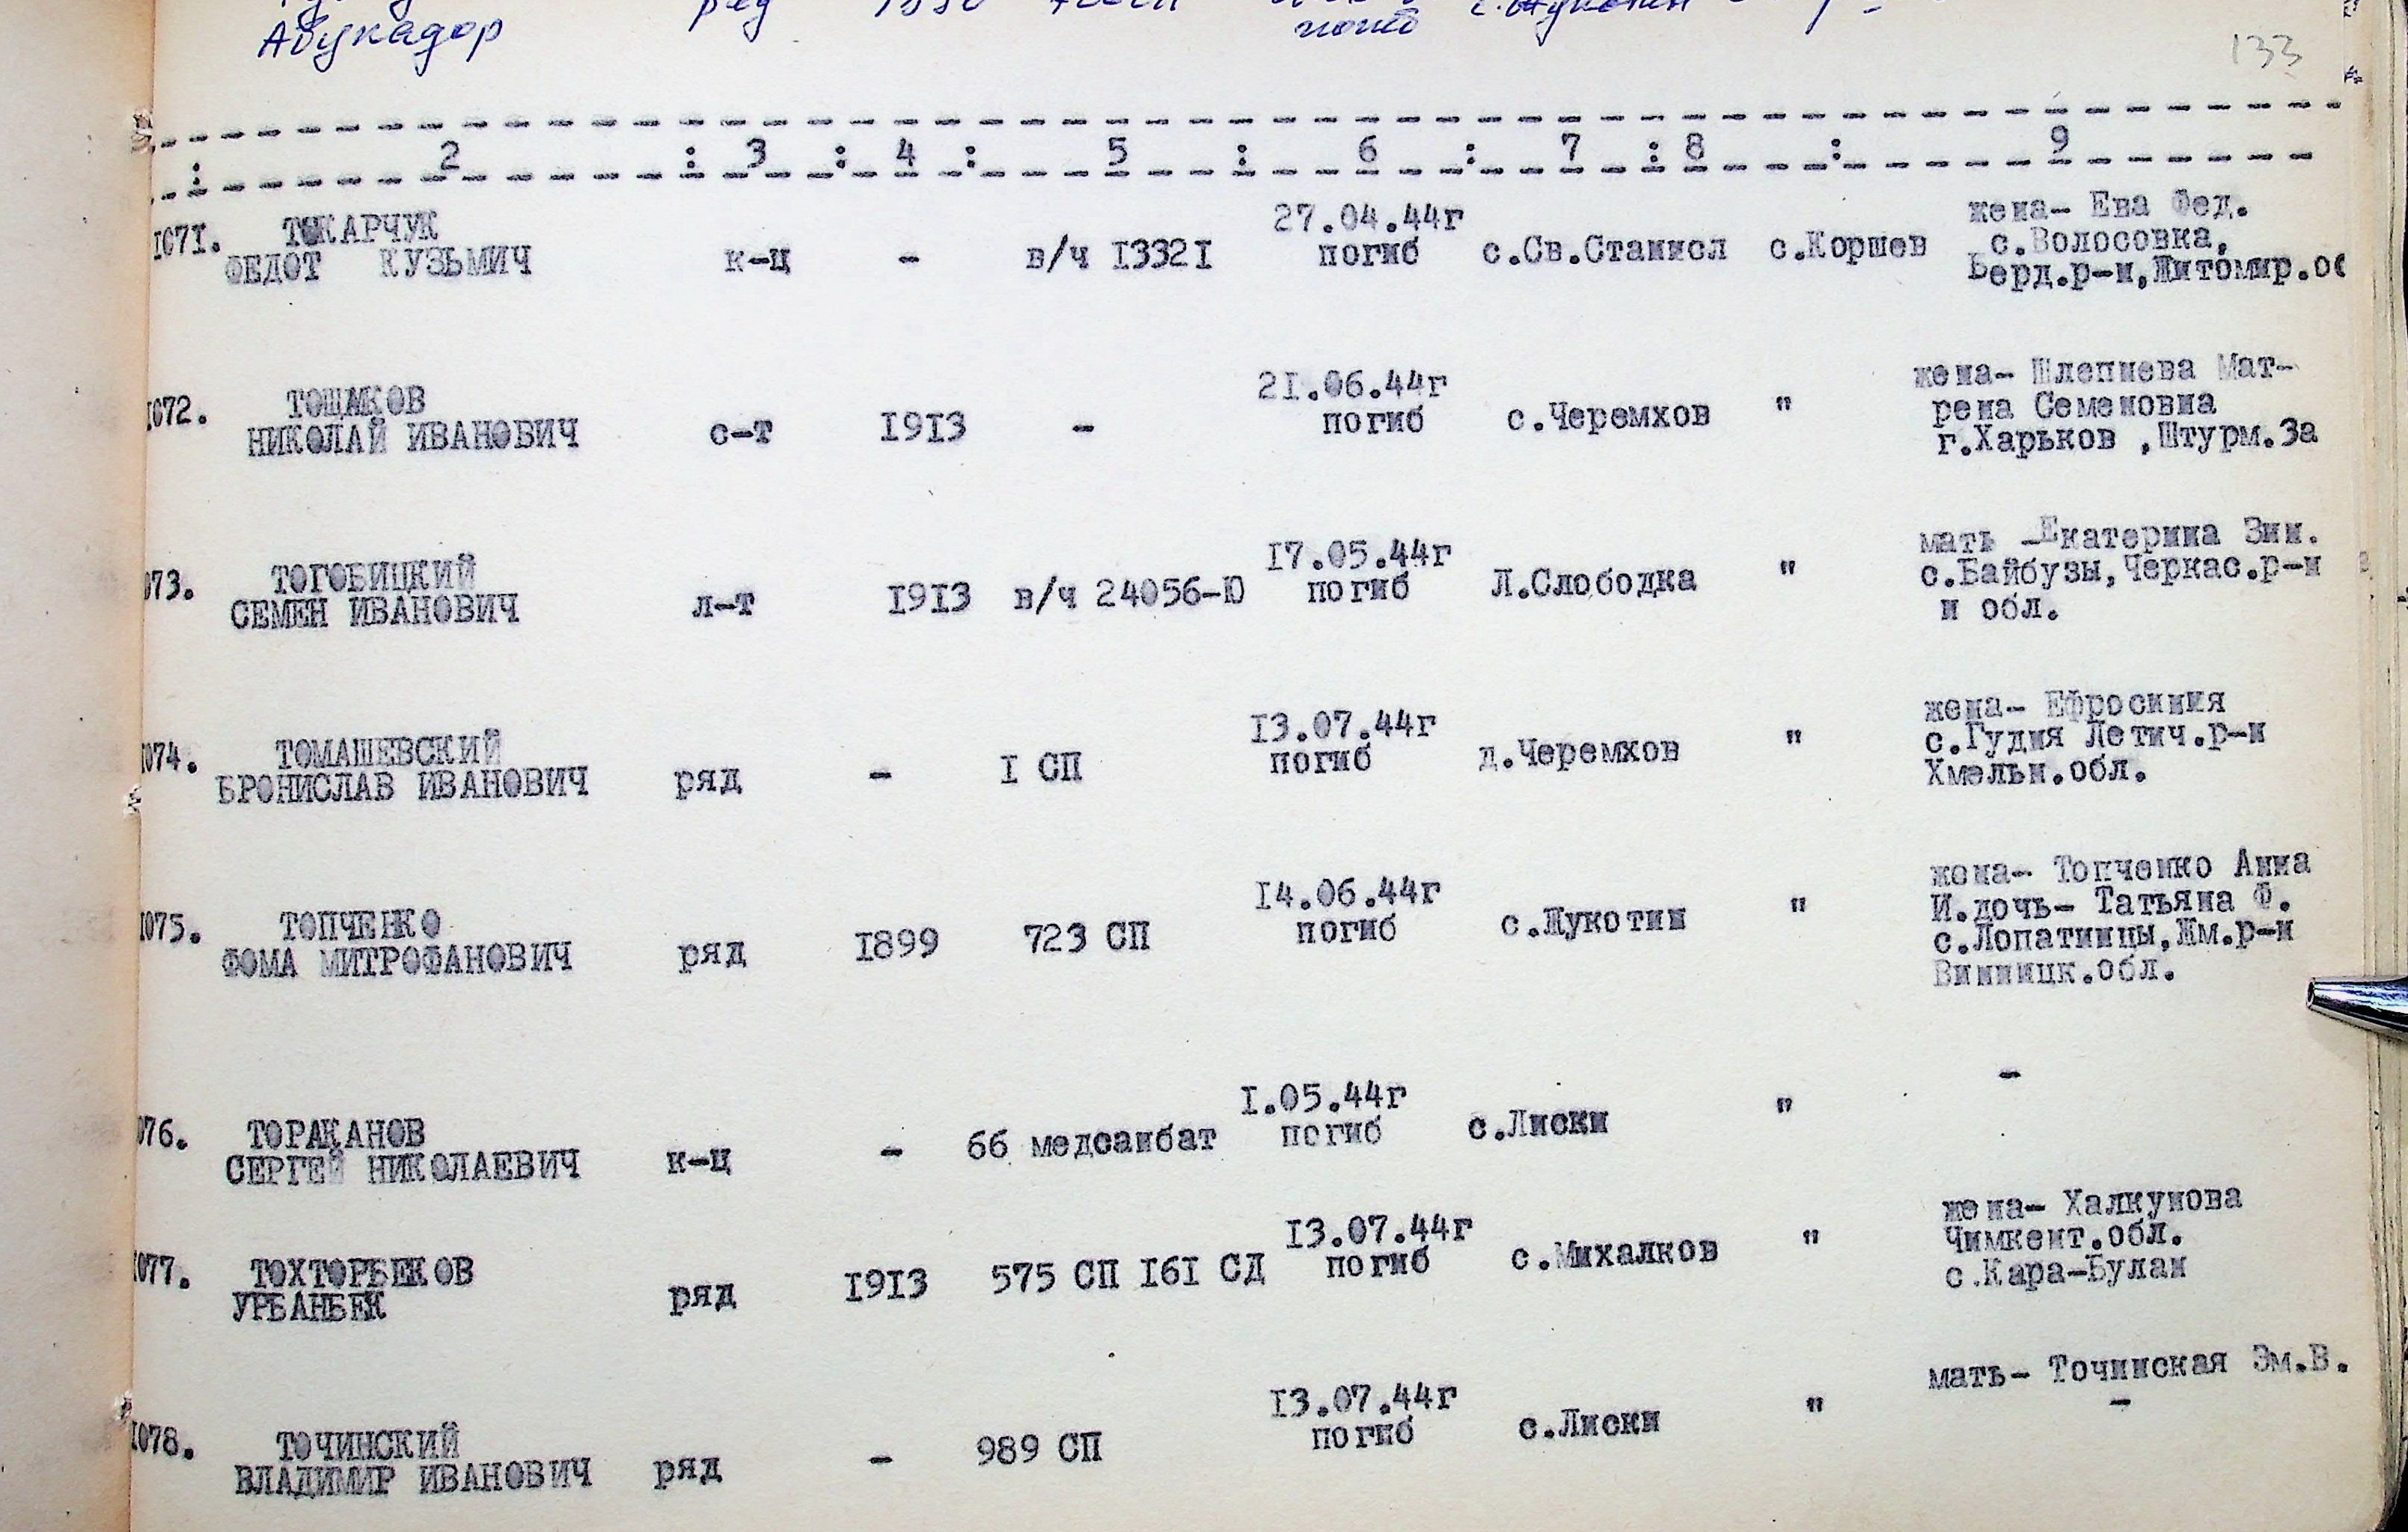 Абукадор ряд погиб
133
: 2 : 3 : 4 : 5 : 6 : 7 : 8 : 9
27.04.44г жена- Ева Фед.
1071. ТОКАРЧУК с.Волосовка,
ФЕДОТ КУЗЬМИЧ к-ц - в/ч 13321 погиб с.Св.Станисл с.Коршев Берд.р-н,Житомир.об
21.06.44г жена- Шлепнева Мат-
1072. ТОЩАКОВ рена Семеновна
НИКОЛАЙ ИВАНОВИЧ с-т 1913 - погиб с.Черемхов " г.Харьков ,Штурм.3а
17.05.44г мать -Екатерина Зин.
073. ТОГОБИЦКИЙ с.Байбузы,Черкас.р-н
СЕМЕН ИВАНОВИЧ л-т 1913 в/ч 24056-Ю погиб Л.Слободка " и обл.
13.07.44г жена- Ефросиния
1074. ТОМАШЕВСКИЙ с.Гудия Летич.р-н
БРОНИСЛАВ ИВАНОВИЧ ряд - I СП погиб д.Черемхов " Хмельн.обл.
14.06.44г жена- Топченко Анна
1075. ТОПЧЕНКО И.дочь- Татьяна Ф.
ФОМА МИТРОФАНОВИЧ ряд 1899 723 СП погиб с.Жукотин " с.Лопатинцы,Жм.р-н
Винницк.обл.
1.05.44г -
076. ТОРАКАНОВ
СЕРГЕЙ НИКОЛАЕВИЧ к-ц - 66 медсанбат погиб с.Лиски "
13.07.44г жена- Халкунова
1077. ТОХТОРБЕКОВ Чимкент.обл.
УРБАНБЕК ряд 1913 575 СП 161 СД погиб с.Михалков " с.Кара-Булан
13.07.44г мать- Точинская Эм.В.
1078. ТОЧИНСКИЙ -
ВЛАДИМИР ИВАНОВИЧ ряд - 989 СП погиб с.Лиски "